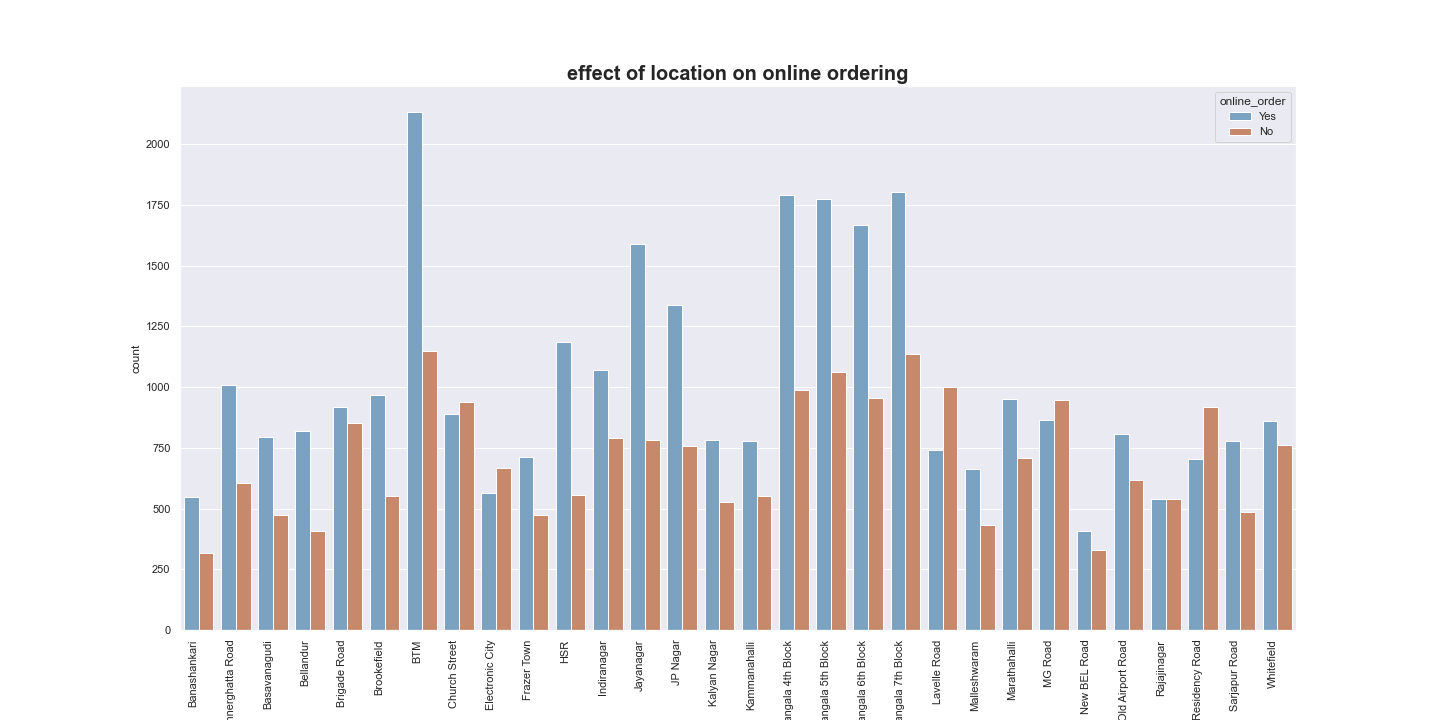 effect of location on online ordering
online_order
Yes
No
2000
1750
1500
1250
1000
750
500
250
0
count
Banashankari
nnerghatta Road
Basavanagudi
Bellandur
Brigade Road
Brookefield
BTM
Church Street
Electronic City
Frazer Town
HSR
Indiranagar
Jayanagar
JP Nagar
Kalyan Nagar
Kammanahalli
angala 4th Block
angala 5th Block
angala 6th Block
angala 7th Block
Lavelle Road
Malleshwaram
Marathahalli
MG Road
New BEL Road
Old Airport Road
Rajajinagar
Residency Road
Sarjapur Road
Whitefield